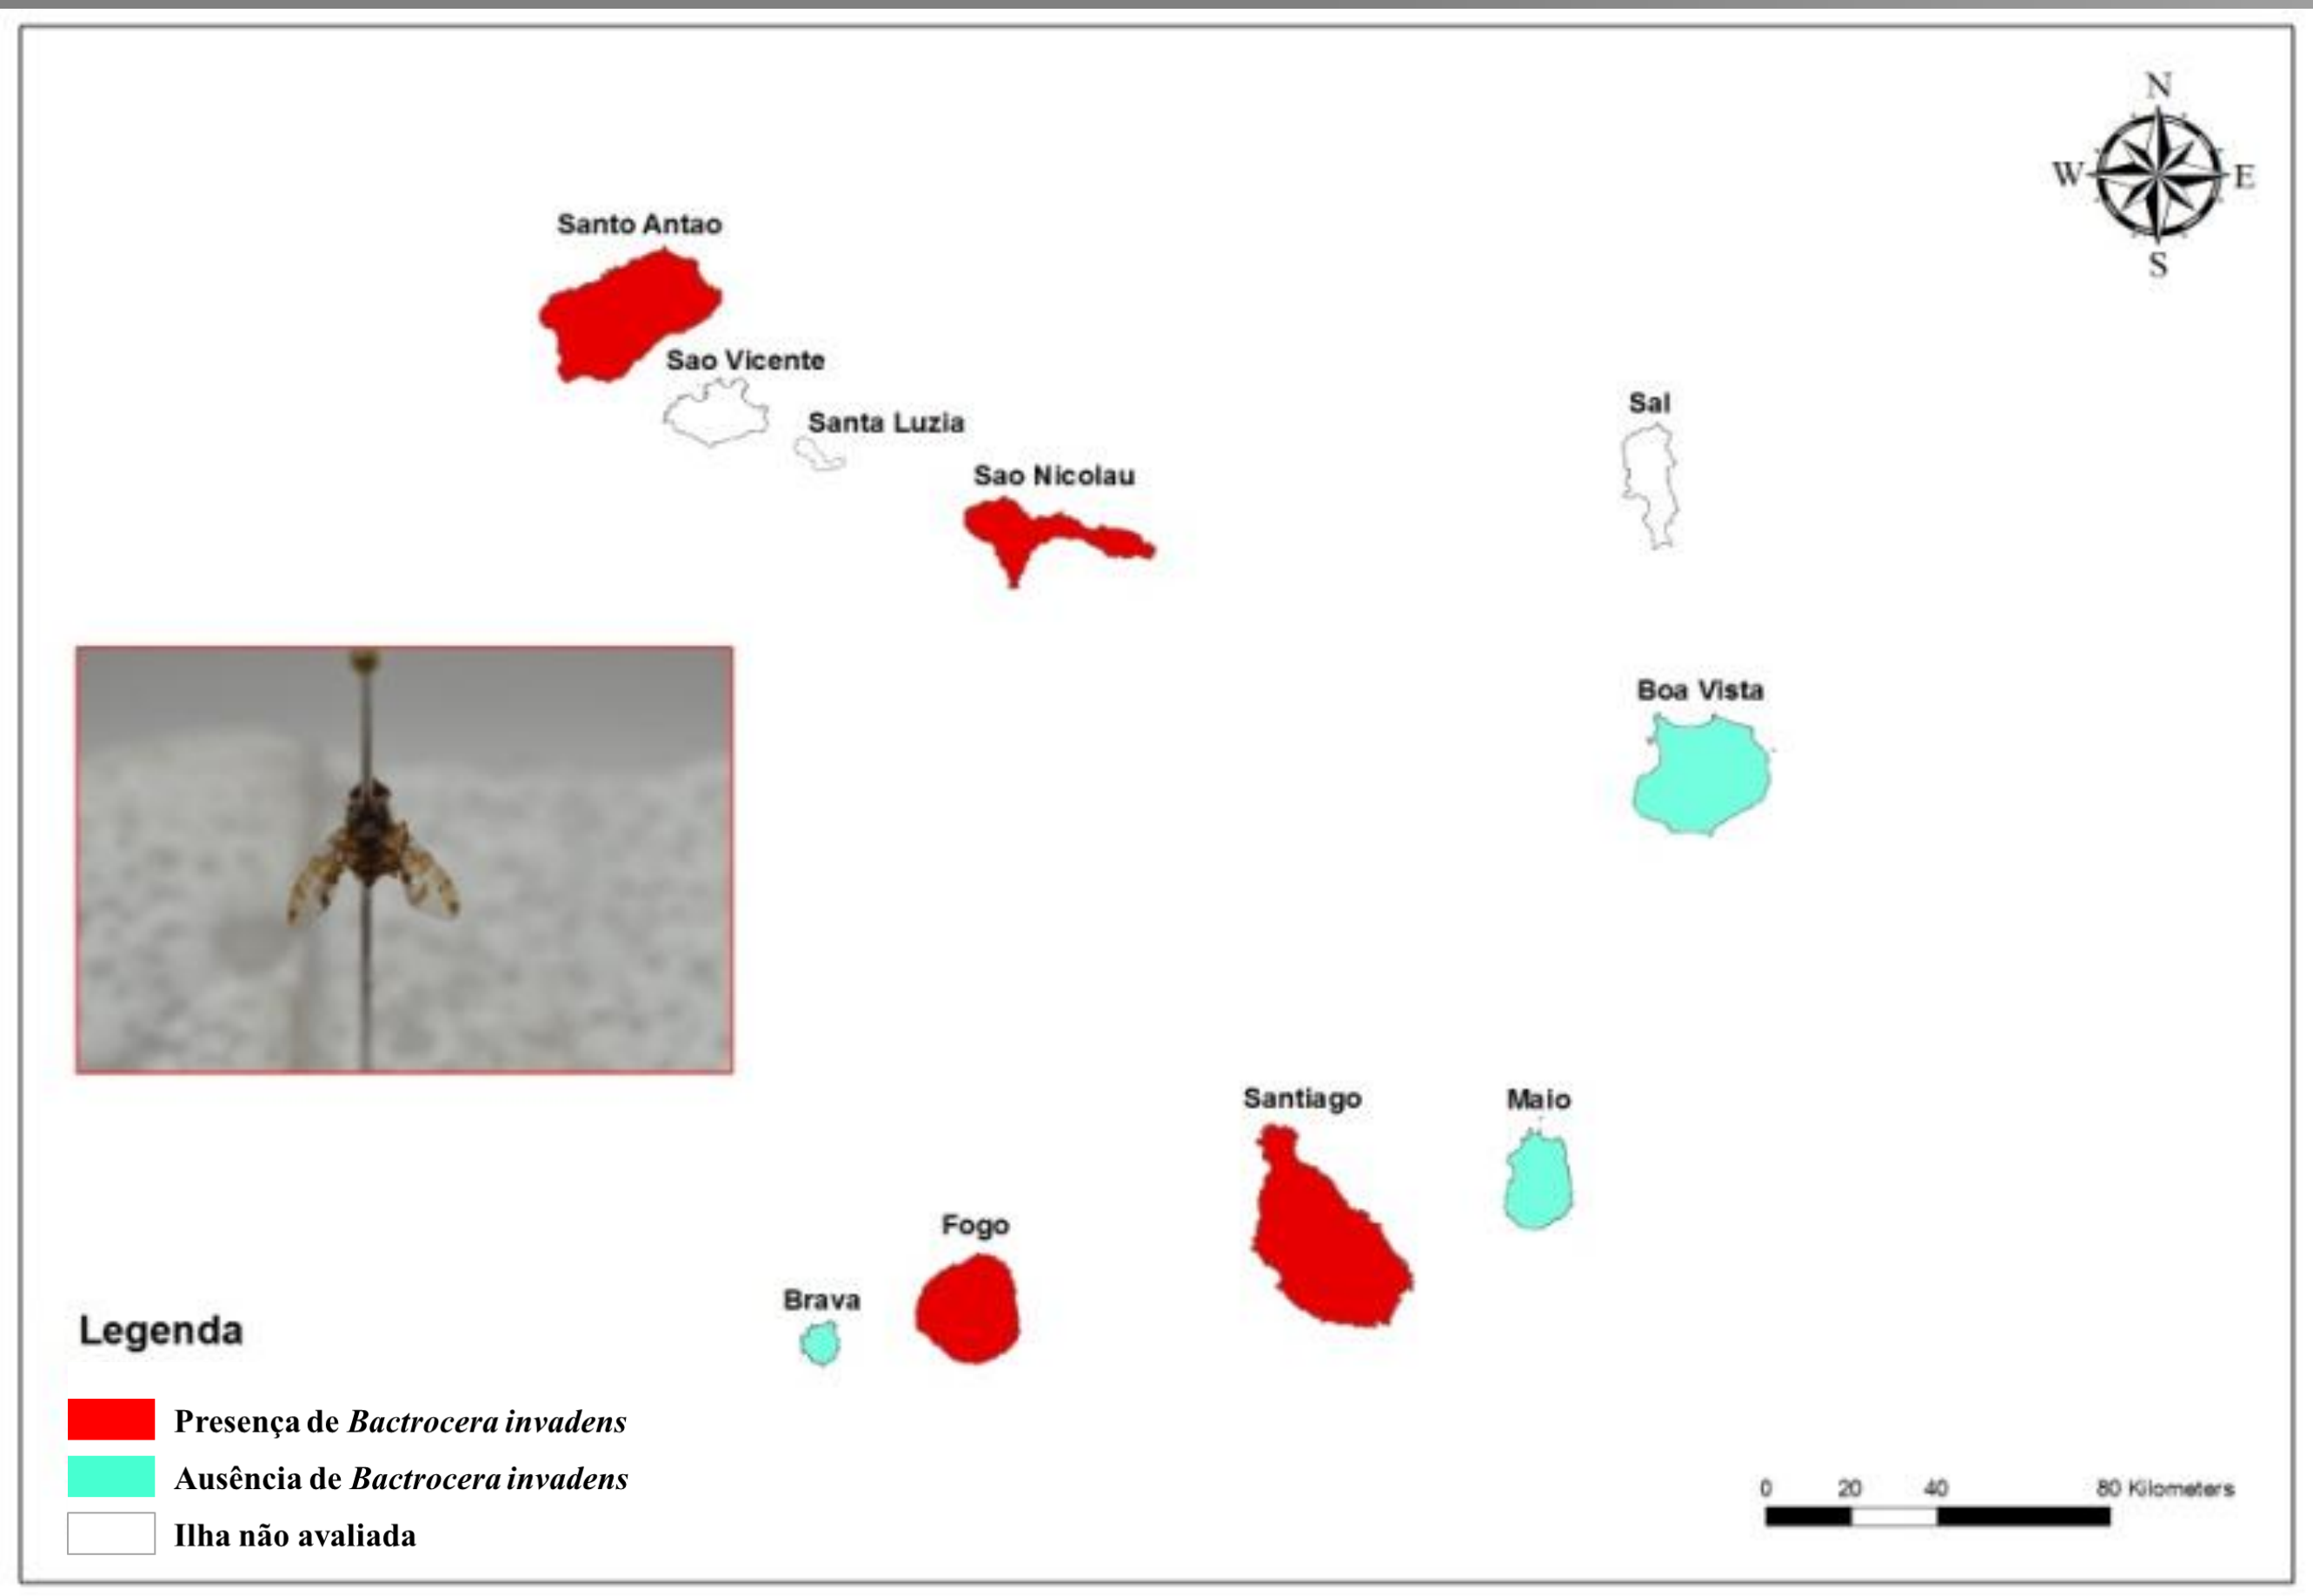 N
W E
S
Santo Antao
Sao Vicente
Santa Luzia
Sao Nicolau
Sal
Boa Vista
Santiago
Maio
Fogo
Brava
Legenda
Presença de Bactrocera invadens
Ausência de Bactrocera invadens
Ilha não avaliada
0 20 40 80 Kilometers